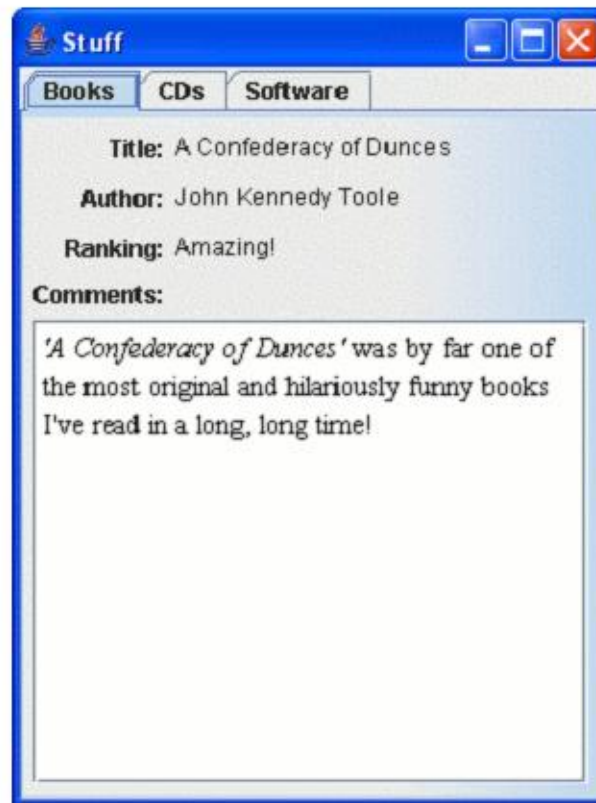 Stuff
Books CDs Software
Title: A Confederacy of Dunces
Author: John Kennedy Toole
Ranking: Amazing!
Comments:
'A Confederacy of Dunces' was by far one of
the most original and hilariously funny books
I've read in a long, long time!